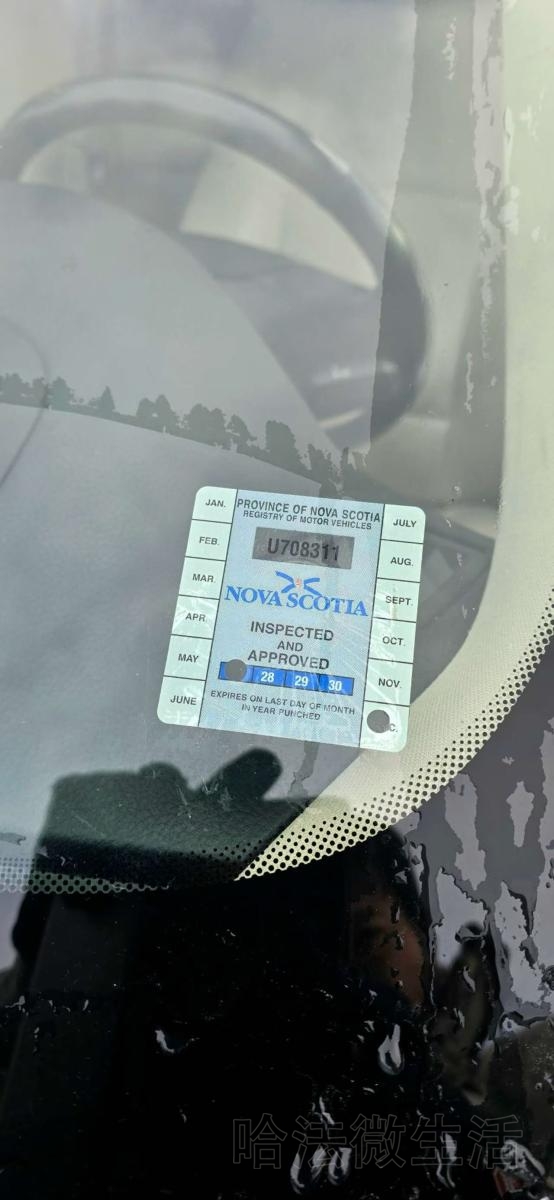 PROVINCE OF NOVA SCOTIA
REGISTRY OF MOTOR VEHICLES
U708311
NOVA SCOTIA
INSPECTED
AND
APPROVED
28 29 30
EXPIRES ON LAST DAY OF MONTH
IN YEAR PUNCHED
JAN.
FEB.
MAR.
APR.
MAY
JUNE
JULY
AUG.
SEPT.
OCT.
NOV.
C.
哈法微生活